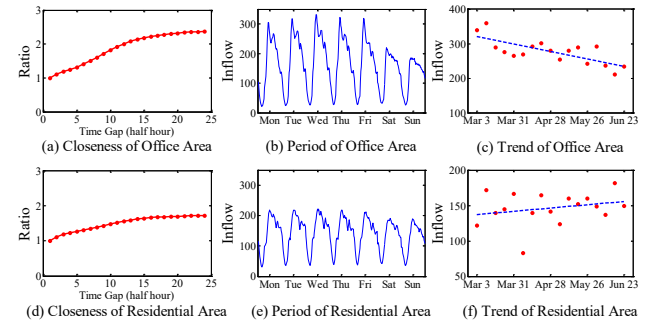 3
2
1
0
Ratio
0 5 10 15 20 25
Time Gap (half hour)
(a) Closeness of Office Area
300
200
100
0
Inflow
Mon Tue Wed Thu Fri Sat Sun
(b) Period of Office Area
400
300
200
100
Inflow
Mar 3 Mar 31 Apr 28 May 26 Jun 23
(c) Trend of Office Area
3
2
1
0
Ratio
0 5 10 15 20 25
Time Gap (half hour)
(d) Closeness of Residential Area
300
200
100
0
Inflow
Mon Tue Wed Thu Fri Sat Sun
(e) Period of Residential Area
200
150
100
50
Inflow
Mar 3 Mar 31 Apr 28 May 26 Jun 23
(f) Trend of Residential Area